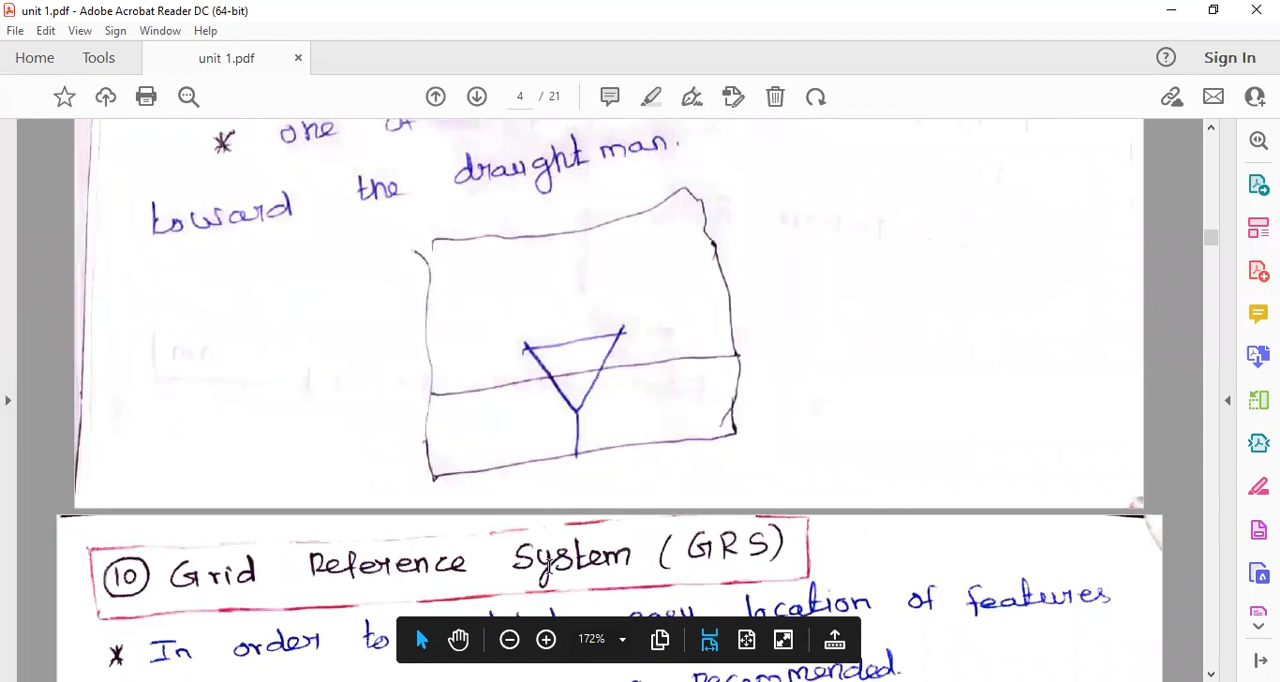 unit 1.pdf - Adobe Acrobat Reader DC (64-bit)
File Edit View Sign Window Help
Home Tools unit 1.pdf × Sign In
4 / 21
* one
toward the draught man.
10 Grid Reference System (GRS)
* In order to easy location of features
172%
recommended.